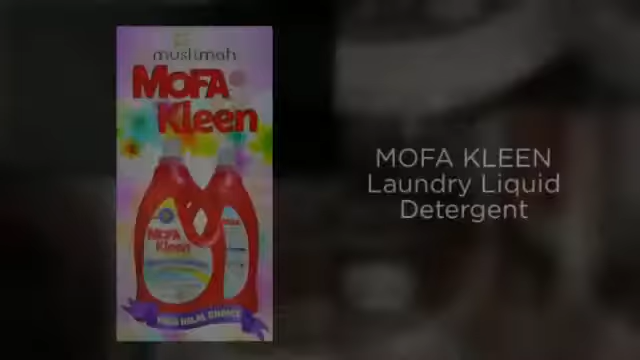 muslimah
MOFA
Kleen
MOFA
Kleen
MOFA KLEEN
Laundry Liquid
Detergent